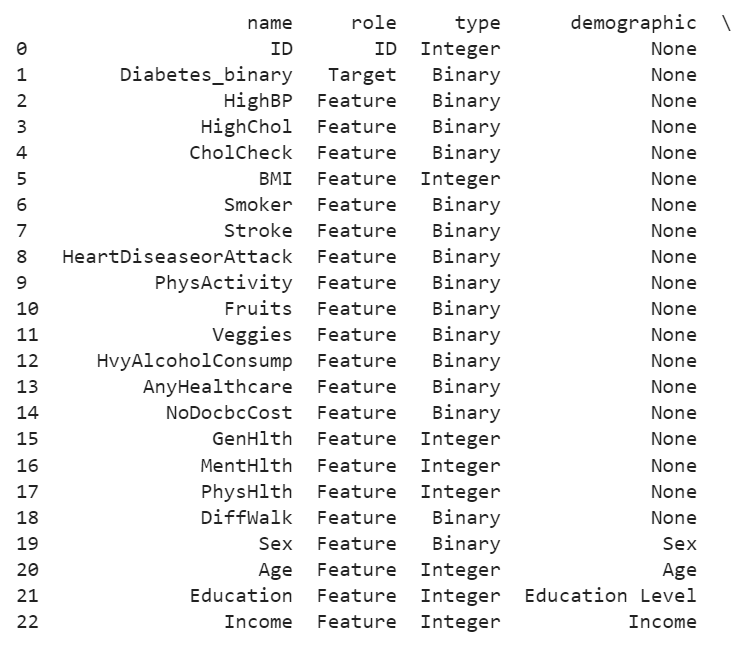 name role type demographic \
0 ID ID Integer None
1 Diabetes_binary Target Binary None
2 HighBP Feature Binary None
3 HighChol Feature Binary None
4 CholCheck Feature Binary None
5 BMI Feature Integer None
6 Smoker Feature Binary None
7 Stroke Feature Binary None
8 HeartDiseaseorAttack Feature Binary None
9 PhysActivity Feature Binary None
10 Fruits Feature Binary None
11 Veggies Feature Binary None
12 HvyAlcoholConsump Feature Binary None
13 AnyHealthcare Feature Binary None
14 NoDocbcCost Feature Binary None
15 GenHlth Feature Integer None
16 MentHlth Feature Integer None
17 PhysHlth Feature Integer None
18 DiffWalk Feature Binary None
19 Sex Feature Binary Sex
20 Age Feature Integer Age
21 Education Feature Integer Education Level
22 Income Feature Integer Income